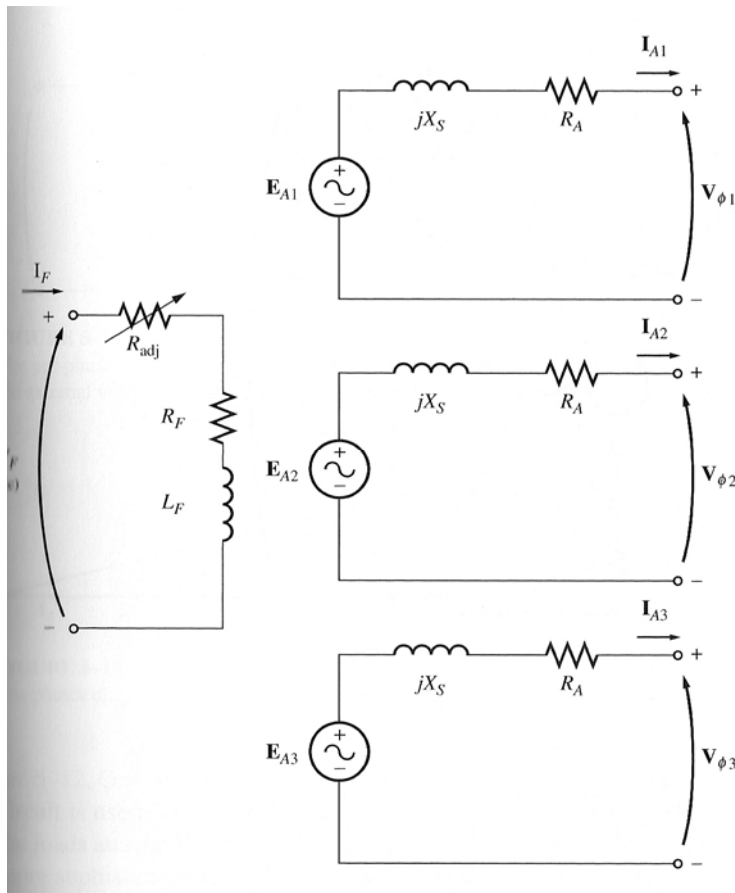 I_A1
+
jX_S
R_A
+
E_A1
−
V_ϕ1
−
I_F
+
R_adj
R_F
L_F
−
I_A2
+
jX_S
R_A
+
E_A2
−
V_ϕ2
−
I_A3
+
jX_S
R_A
+
E_A3
−
V_ϕ3
−